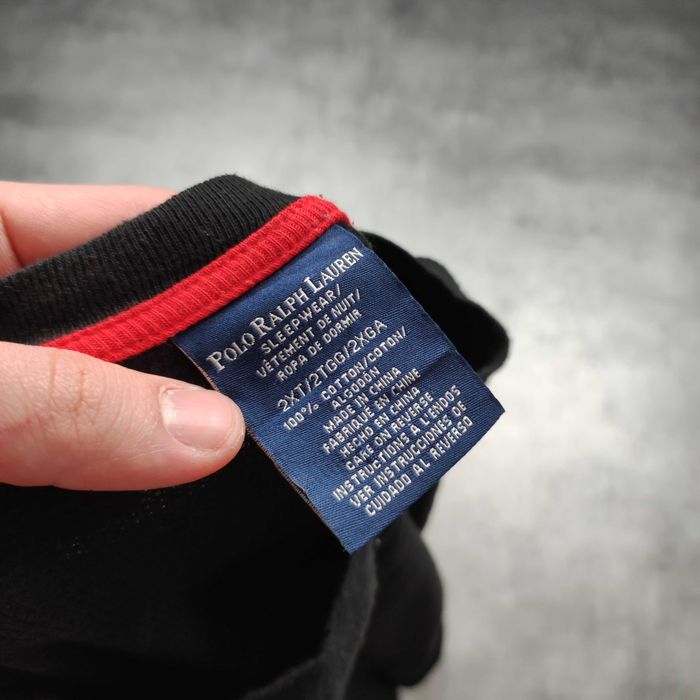 POLO RALPH LAUREN
SLEEPWEAR/
VÊTEMENT DE NUIT/
ROPA DE DORMIR
2XT/2TGG/2XGA
100% COTTON/COTON/
ALGODÓN
MADE IN CHINA
FABRIQUE EN CHINE
HECHO EN CHINA
CARE ON REVERSE
INSTRUCTIONS A L'ENDOS
VER INSTRUCCIONES DE
CUIDADO AL REVERSO